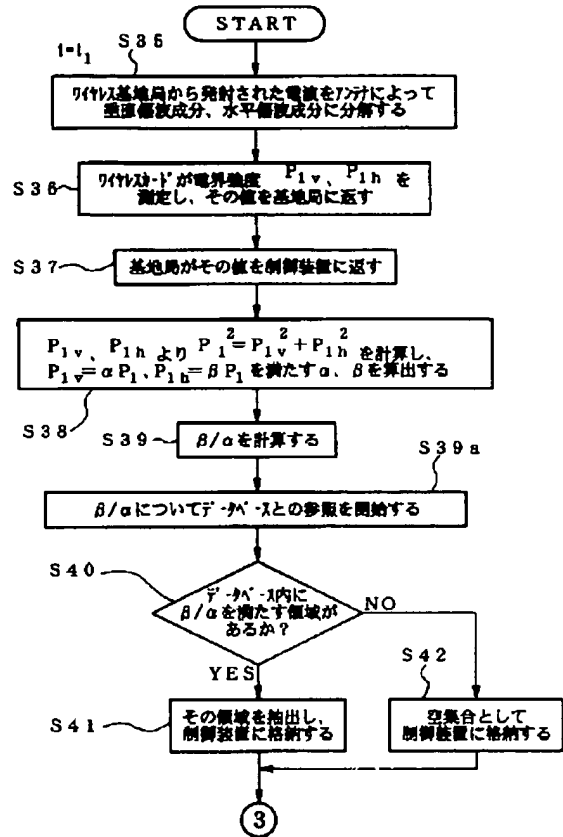 START
S35
t=t1
ﾜｲﾔﾚｽ基地局から発射された電波をｱﾝﾃﾅによって
垂直偏波成分、水平偏波成分に分解する
S36
ﾜｲﾔﾚｽｶｰﾄﾞが電界強度 P1v、P1h を
測定し、その値を基地局に返す
S37
基地局がその値を制御装置に返す
P1v、P1h より P1²=P1v²+P1h² を計算し、
P1v=αP1、P1h=βP1 を満たすα、βを算出する
S38
S39
β/αを計算する
S39a
β/αについてﾃﾞｰﾀﾍﾞｰｽとの参照を開始する
S40
ﾃﾞｰﾀﾍﾞｰｽ内に
β/αを満たす領域が
あるか?
NO
YES
S42
S41
その領域を抽出し、
制御装置に格納する
空集合として
制御装置に格納する
3